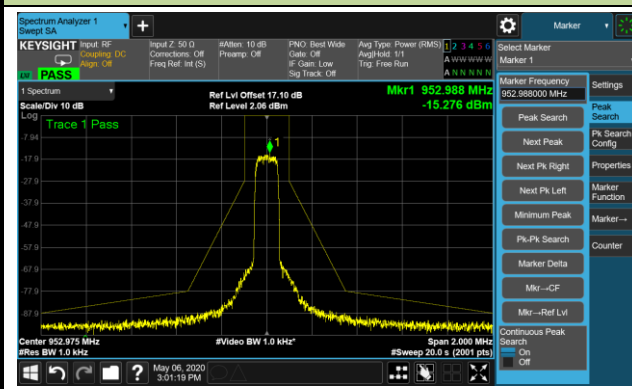 Spectrum Analyzer 1
Swept SA
Marker
KEYSIGHT
Input: RF
Coupling: DC
Align: Off
Input Z: 50 Ω
Corrections: Off
Freq Ref: Int (S)
#Atten: 10 dB
Preamp: Off
PNO: Best Wide
Gate: Off
IF Gain: Low
Sig Track: Off
Avg Type: Power (RMS)
Avg|Hold: 1/1
Trig: Free Run
1 2 3 4 5 6
A W W W W W
A N N N N N
PASS
Select Marker
Marker 1
1 Spectrum
Scale/Div 10 dB
Ref Lvl Offset 17.10 dB
Ref Level 2.06 dBm
Mkr1 952.988 MHz
-15.276 dBm
Log
Trace 1 Pass
1
-7.94
-17.9
-27.9
-37.9
-47.9
-57.9
-67.9
-77.9
-87.9
Center 952.975 MHz
#Res BW 1.0 kHz
#Video BW 1.0 kHz*
Span 2.000 MHz
#Sweep 20.0 s (2001 pts)
Marker Frequency
952.988000 MHz
Peak Search
Next Peak
Next Pk Right
Next Pk Left
Minimum Peak
Pk-Pk Search
Marker Delta
Mkr→CF
Mkr→Ref Lvl
Continuous Peak
Search
On
Off
Settings
Peak
Search
Pk Search
Config
Properties
Marker
Function
Marker→
Counter
?
May 06, 2020
3:01:19 PM